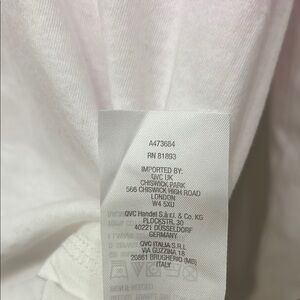 A473684
RN 81893
IMPORTED BY:
QVC UK
CHISWICK PARK
566 CHISWICK HIGH ROAD
LONDON
W4 5XU
QVC Handel S.à r.l. & Co. KG
PLOCKSTR. 30
40221 DÜSSELDORF
GERMANY
QVC ITALIA S.R.L
VIA GUZZINA 18
20861 BRUGHERIO (MB)
ITALY